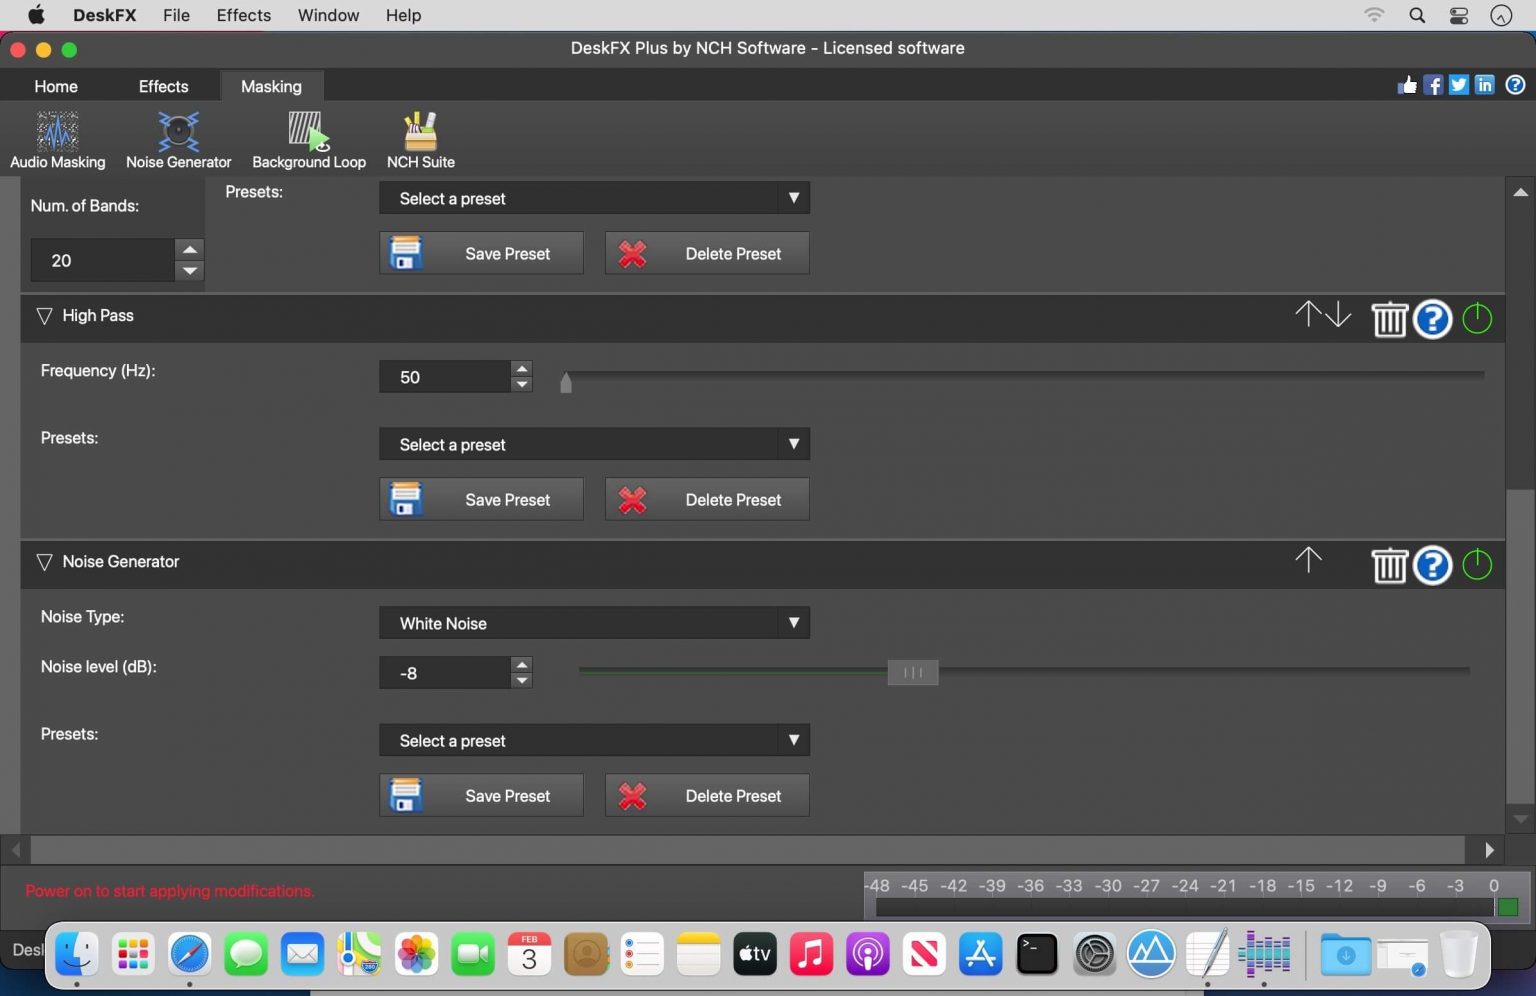 DeskFX File Effects Window Help
DeskFX Plus by NCH Software - Licensed software
Home Effects Masking
Audio Masking Noise Generator Background Loop NCH Suite
Num. of Bands:
Presets:
Select a preset
20
Save Preset Delete Preset
High Pass
Frequency (Hz):
50
Presets:
Select a preset
Save Preset Delete Preset
Noise Generator
Noise Type:
White Noise
Noise level (dB):
-8
Presets:
Select a preset
Save Preset Delete Preset
Power on to start applying modifications.
-48 -45 -42 -39 -36 -33 -30 -27 -24 -21 -18 -15 -12 -9 -6 -3 0
Desk
FEB
3
tv